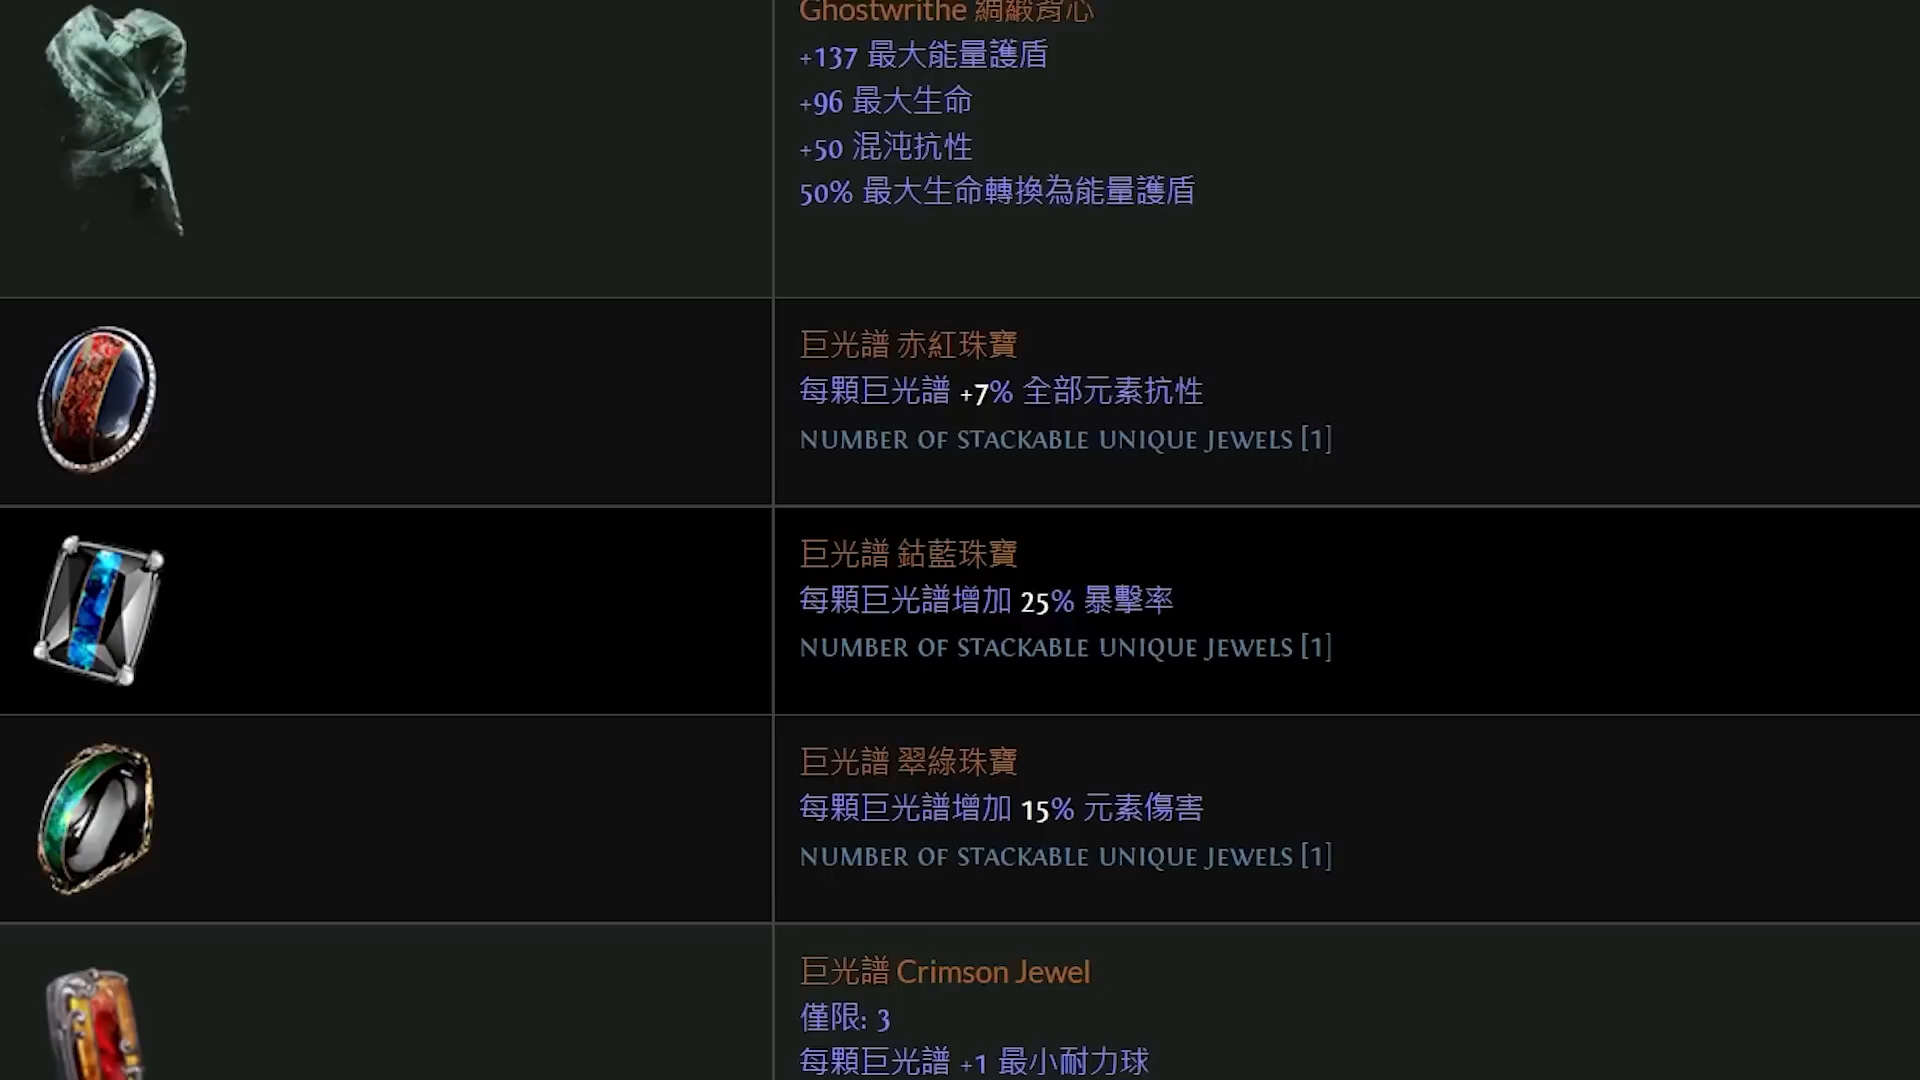 Ghostwrithe 綢緞背心
+137 最大能量護盾
+96 最大生命
+50 混沌抗性
50% 最大生命轉換為能量護盾
巨光譜 赤紅珠寶
每顆巨光譜 +7% 全部元素抗性
NUMBER OF STACKABLE UNIQUE JEWELS [1]
巨光譜 鈷藍珠寶
每顆巨光譜增加 25% 暴擊率
NUMBER OF STACKABLE UNIQUE JEWELS [1]
巨光譜 翠綠珠寶
每顆巨光譜增加 15% 元素傷害
NUMBER OF STACKABLE UNIQUE JEWELS [1]
巨光譜 Crimson Jewel
僅限: 3
每顆巨光譜 +1 最小耐力球